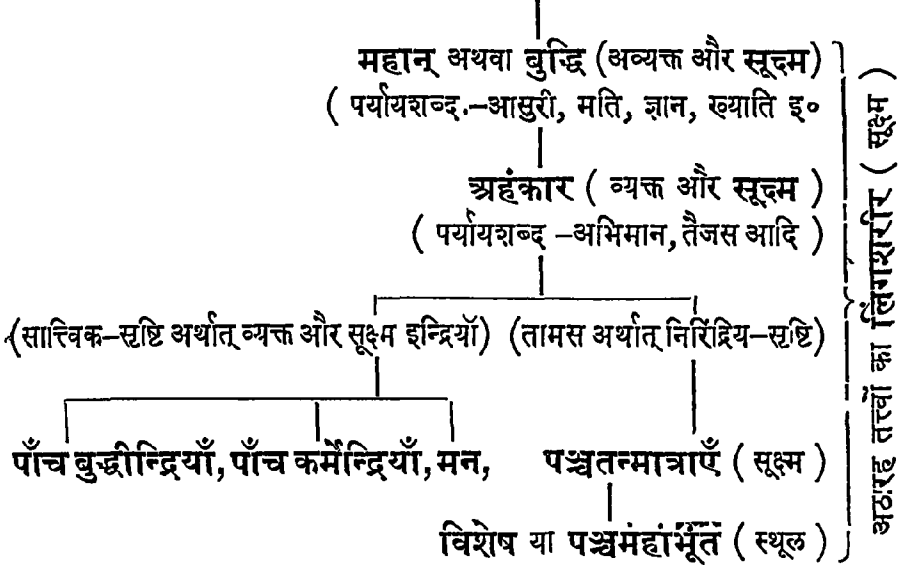 महान् अथवा बुद्धि (अव्यक्त और सूक्ष्म)
( पर्यायशब्द.–आसुरी, मति, ज्ञान, ख्याति इ०
अहंकार ( व्यक्त और सूक्ष्म )
( पर्यायशब्द –अभिमान, तैजस आदि )
(सात्त्विक–सृष्टि अर्थात् व्यक्त और सूक्ष्म इन्द्रियाँ) (तामस अर्थात् निरिंद्रिय–सृष्टि)
पाँच बुद्धीन्द्रियाँ, पाँच कर्मेन्द्रियाँ, मन, पञ्चतन्मात्राएँ ( सूक्ष्म )
विशेष या पञ्चमंहांभूंत ( स्थूल )
अठारह तत्त्वों का लिंगशरीर ( सूक्ष्म )